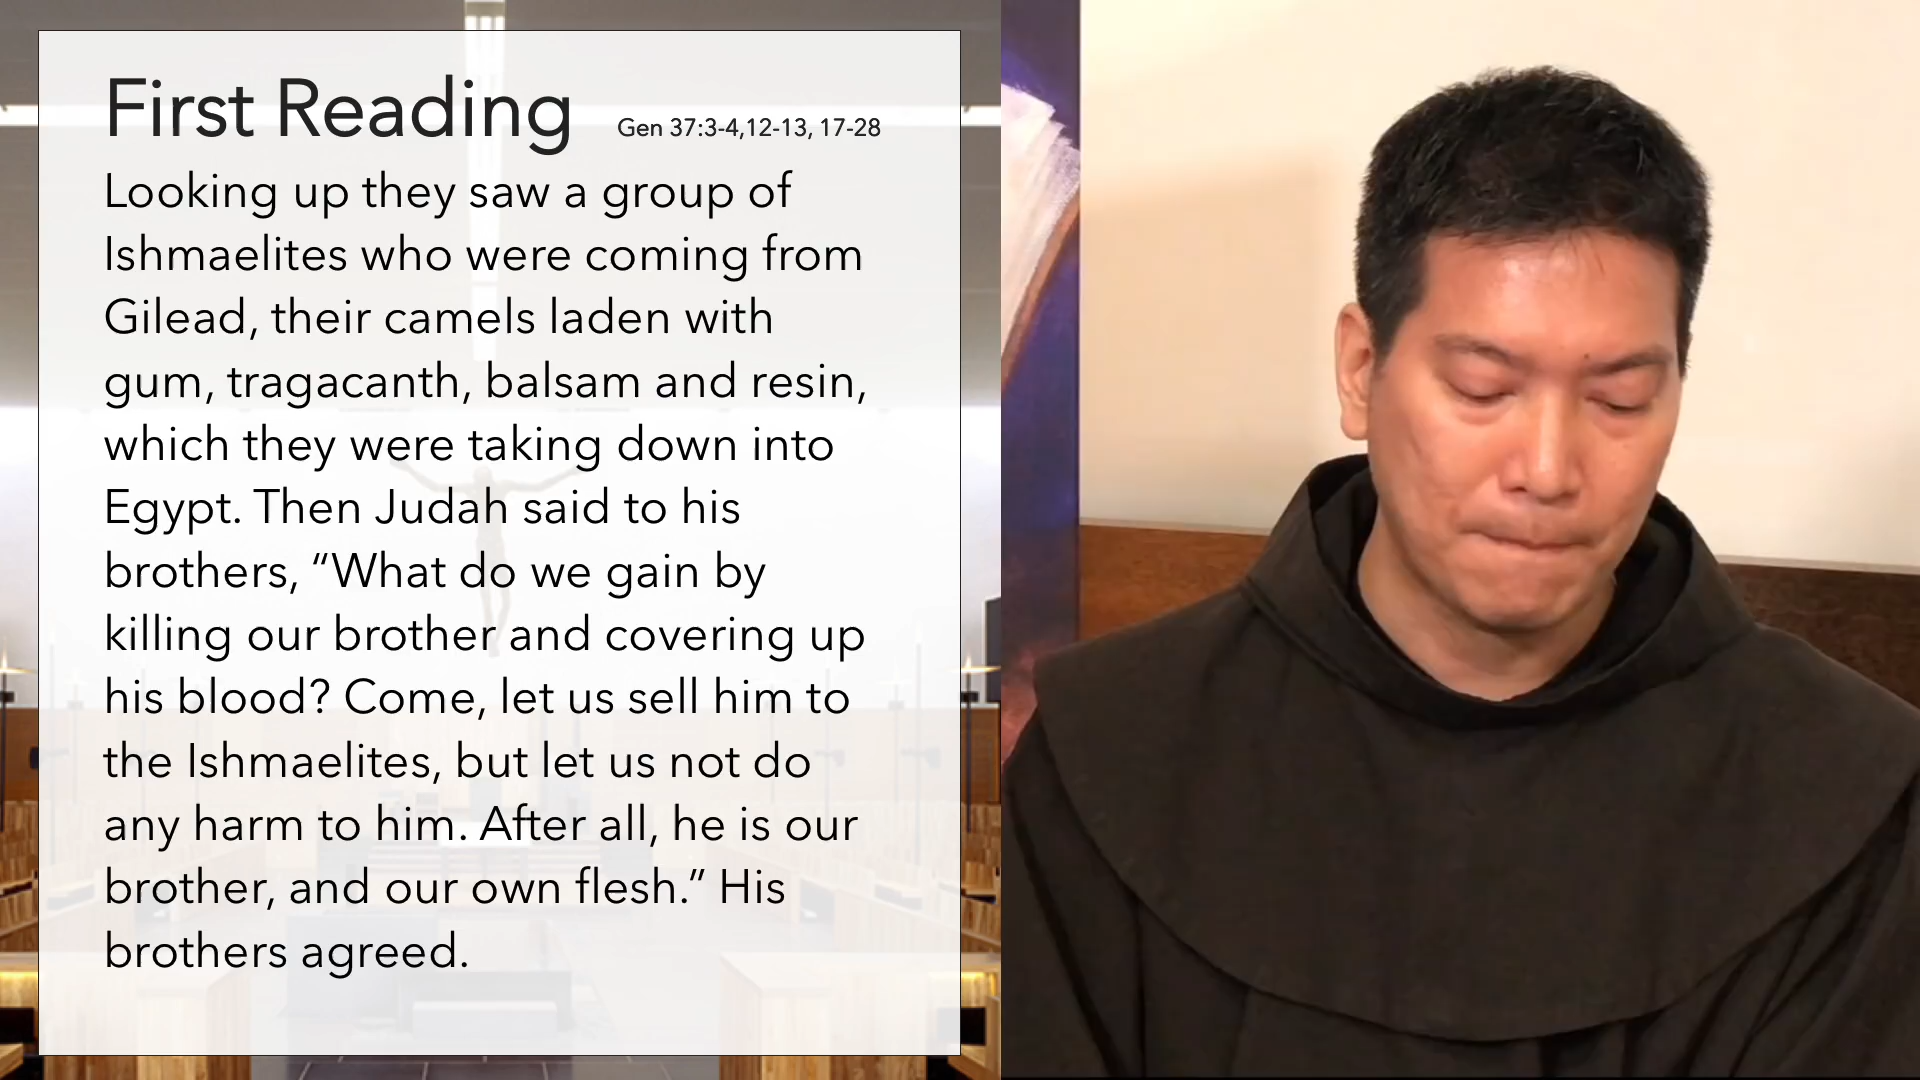 First Reading Gen 37:3-4,12-13, 17-28
Looking up they saw a group of
Ishmaelites who were coming from
Gilead, their camels laden with
gum, tragacanth, balsam and resin,
which they were taking down into
Egypt. Then Judah said to his
brothers, “What do we gain by
killing our brother and covering up
his blood? Come, let us sell him to
the Ishmaelites, but let us not do
any harm to him. After all, he is our
brother, and our own flesh.” His
brothers agreed.